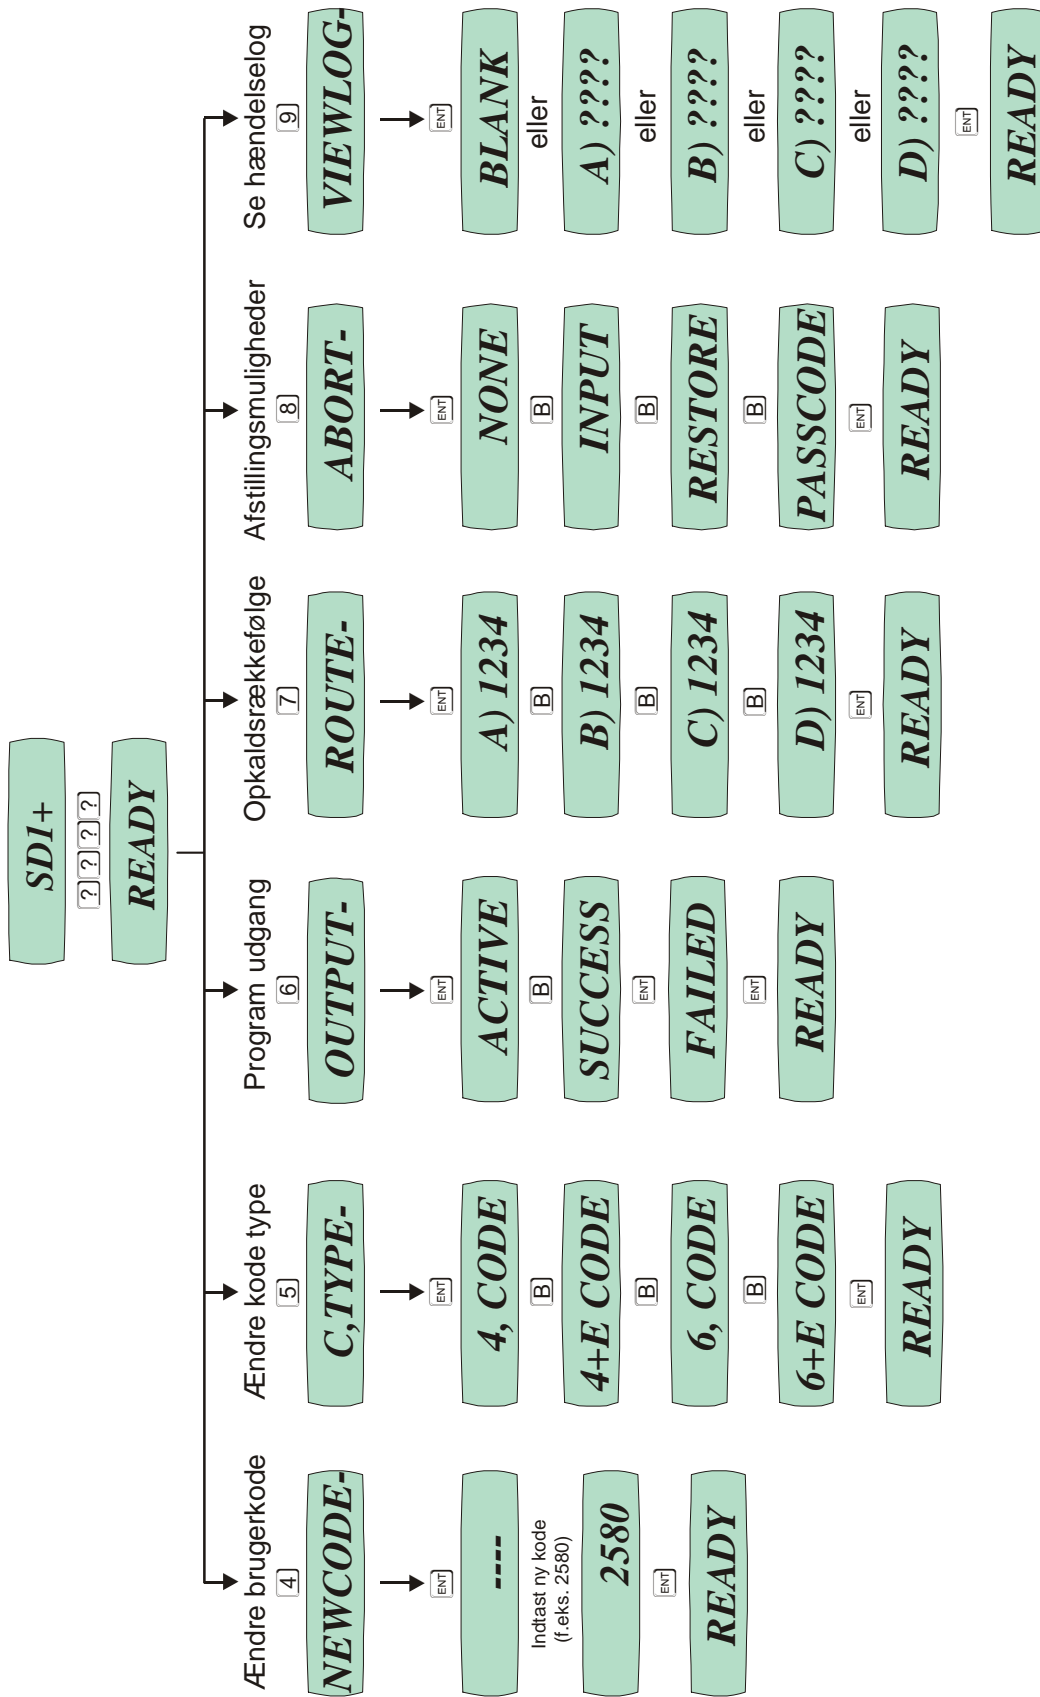 SD1+
? ? ? ?
READY
Ændre brugerkode
4
NEWCODE-
ENT
----
Indtast ny kode
(f.eks. 2580)
2580
ENT
READY
Ændre kode type
5
C,TYPE-
ENT
4, CODE
B
4+E CODE
B
6, CODE
B
6+E CODE
ENT
READY
Program udgang
6
OUTPUT-
ENT
ACTIVE
B
SUCCESS
ENT
FAILED
ENT
READY
Opkaldsrækkefølge
7
ROUTE-
ENT
A) 1234
B
B) 1234
B
C) 1234
B
D) 1234
ENT
READY
Afstillingsmuligheder
8
ABORT-
ENT
NONE
B
INPUT
B
RESTORE
B
PASSCODE
ENT
READY
Se hændelselog
9
VIEWLOG-
ENT
BLANK
eller
A) ????
eller
B) ????
eller
C) ????
eller
D) ????
ENT
READY